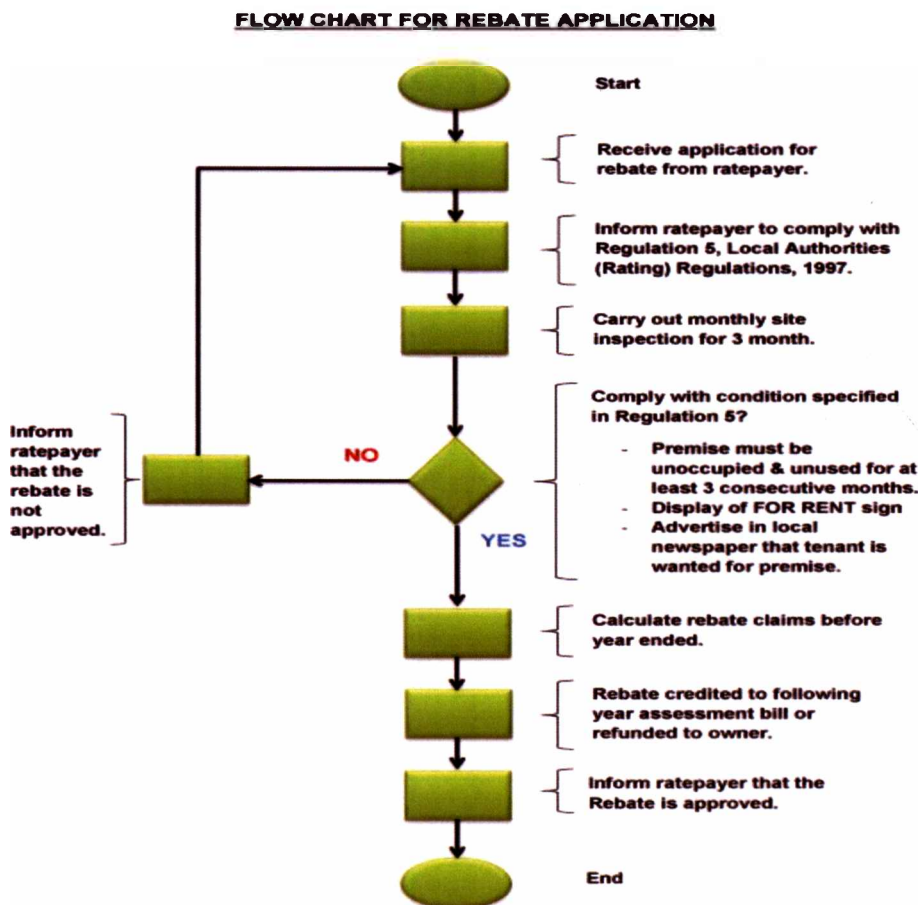 FLOW CHART FOR REBATE APPLICATION
Start
Receive application for
rebate from ratepayer.
Inform ratepayer to comply with
Regulation 5, Local Authorities
(Rating) Regulations, 1997.
Carry out monthly site
inspection for 3 month.
Comply with condition specified
in Regulation 5?
- Premise must be
unoccupied & unused for at
least 3 consecutive months.
- Display of FOR RENT sign
- Advertise in local
newspaper that tenant is
wanted for premise.
NO
Inform
ratepayer
that the
rebate is
not
approved.
YES
Calculate rebate claims before
year ended.
Rebate credited to following
year assessment bill or
refunded to owner.
Inform ratepayer that the
Rebate is approved.
End